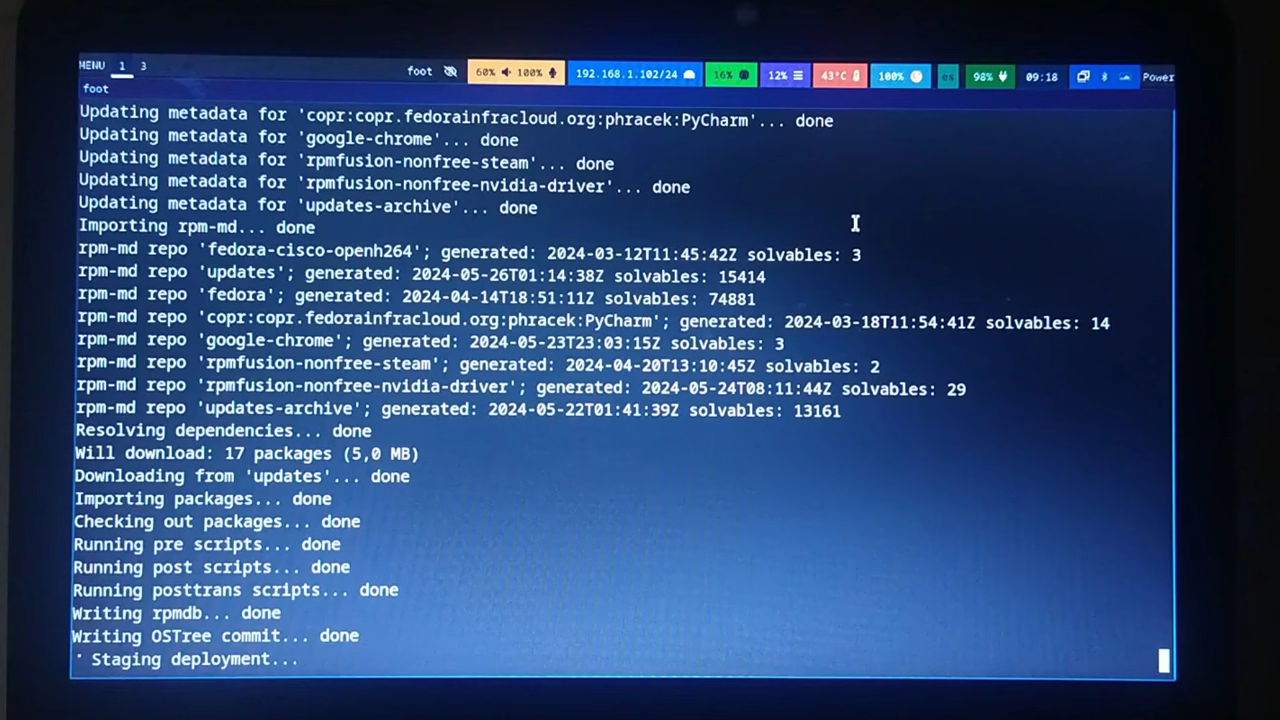 MENU 1 3 foot 60% 100% 192.168.1.102/24 16% 12% 43°C 100% es 98% 09:18 Power
foot
Updating metadata for 'copr:copr.fedorainfracloud.org:phracek:PyCharm'... done
Updating metadata for 'google-chrome'... done
Updating metadata for 'rpmfusion-nonfree-steam'... done
Updating metadata for 'rpmfusion-nonfree-nvidia-driver'... done
Updating metadata for 'updates-archive'... done
Importing rpm-md... done
rpm-md repo 'fedora-cisco-openh264'; generated: 2024-03-12T11:45:42Z solvables: 3
rpm-md repo 'updates'; generated: 2024-05-26T01:14:38Z solvables: 15414
rpm-md repo 'fedora'; generated: 2024-04-14T18:51:11Z solvables: 74881
rpm-md repo 'copr:copr.fedorainfracloud.org:phracek:PyCharm'; generated: 2024-03-18T11:54:41Z solvables: 14
rpm-md repo 'google-chrome'; generated: 2024-05-23T23:03:15Z solvables: 3
rpm-md repo 'rpmfusion-nonfree-steam'; generated: 2024-04-20T13:10:45Z solvables: 2
rpm-md repo 'rpmfusion-nonfree-nvidia-driver'; generated: 2024-05-24T08:11:44Z solvables: 29
rpm-md repo 'updates-archive'; generated: 2024-05-22T01:41:39Z solvables: 13161
Resolving dependencies... done
Will download: 17 packages (5,0 MB)
Downloading from 'updates'... done
Importing packages... done
Checking out packages... done
Running pre scripts... done
Running post scripts... done
Running posttrans scripts... done
Writing rpmdb... done
Writing OSTree commit... done
Staging deployment...